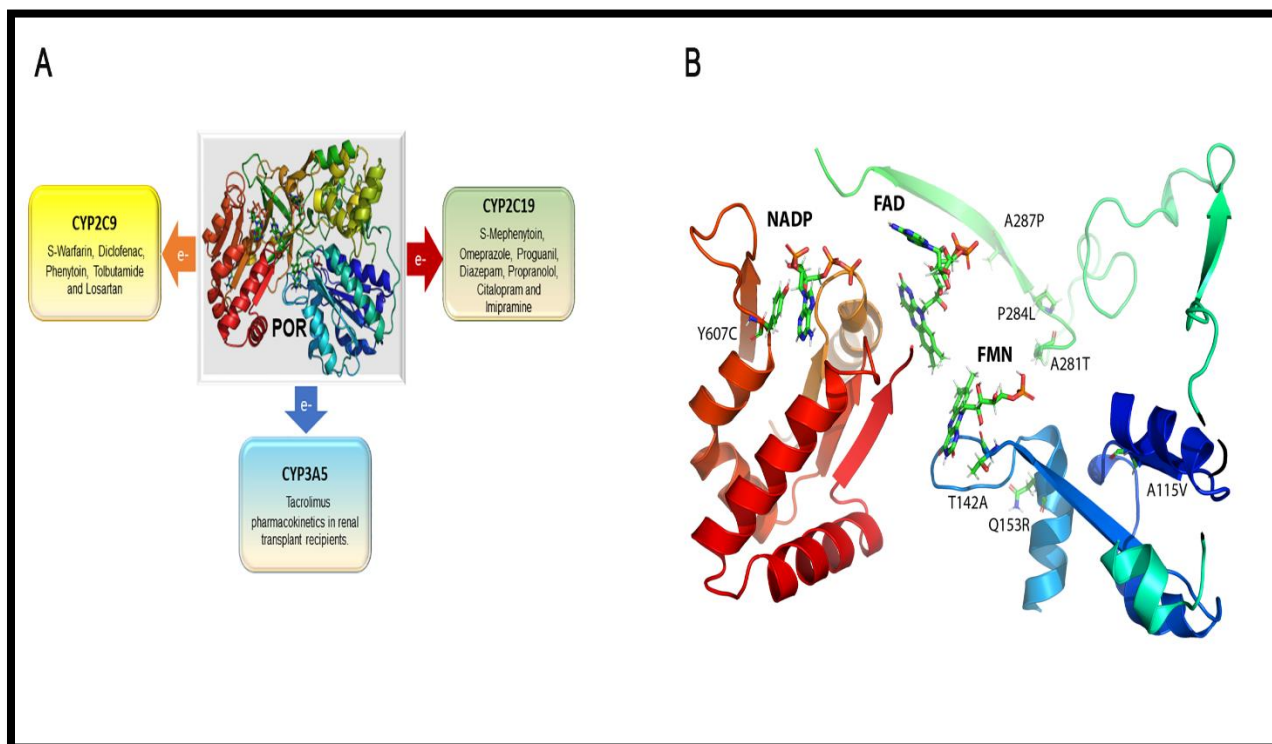 A
CYP2C9
S-Warfarin, Diclofenac,
Phenytoin, Tolbutamide
and Losartan
e-
POR
e-
CYP2C19
S-Mephenytoin,
Omeprazole, Proguanil,
Diazepam, Propranolol,
Citalopram and
Imipramine
e-
CYP3A5
Tacrolimus
pharmacokinetics in renal
transplant recipients.
B
NADP
FAD
A287P
Y607C
P284L
FMN
A281T
T142A
A115V
Q153R